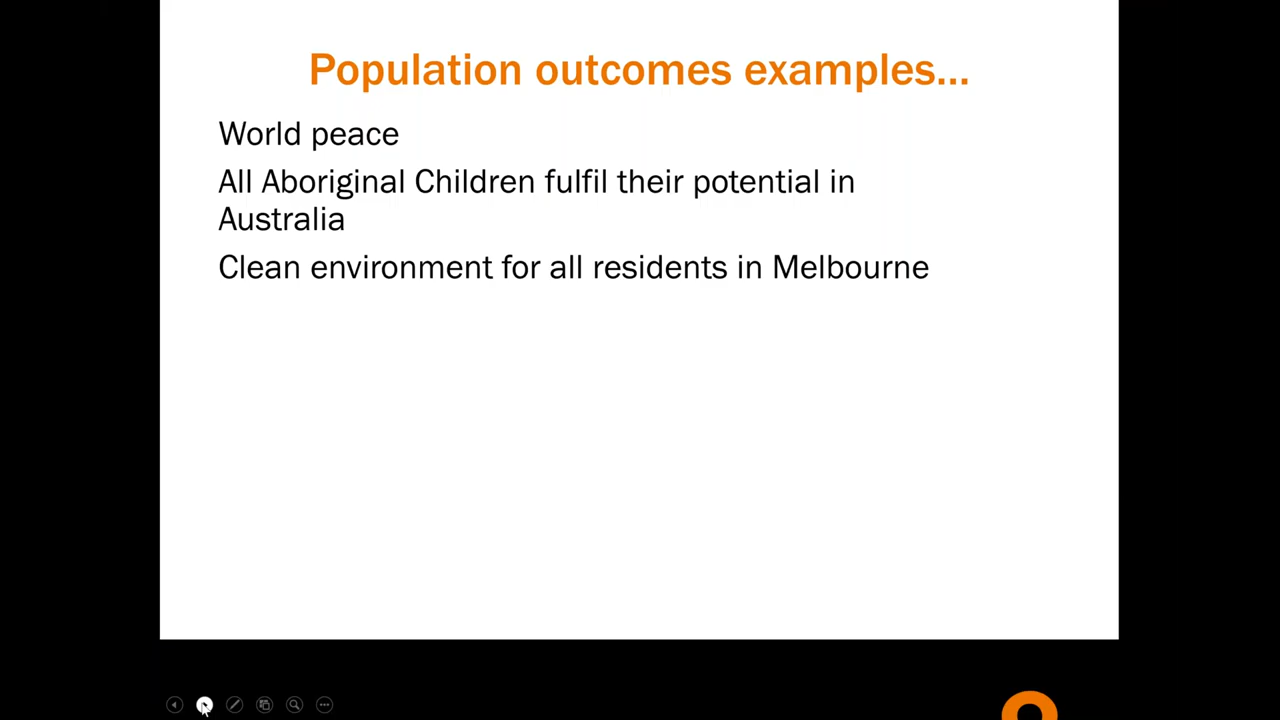 Population outcomes examples...
World peace
All Aboriginal Children fulfil their potential in
Australia
Clean environment for all residents in Melbourne